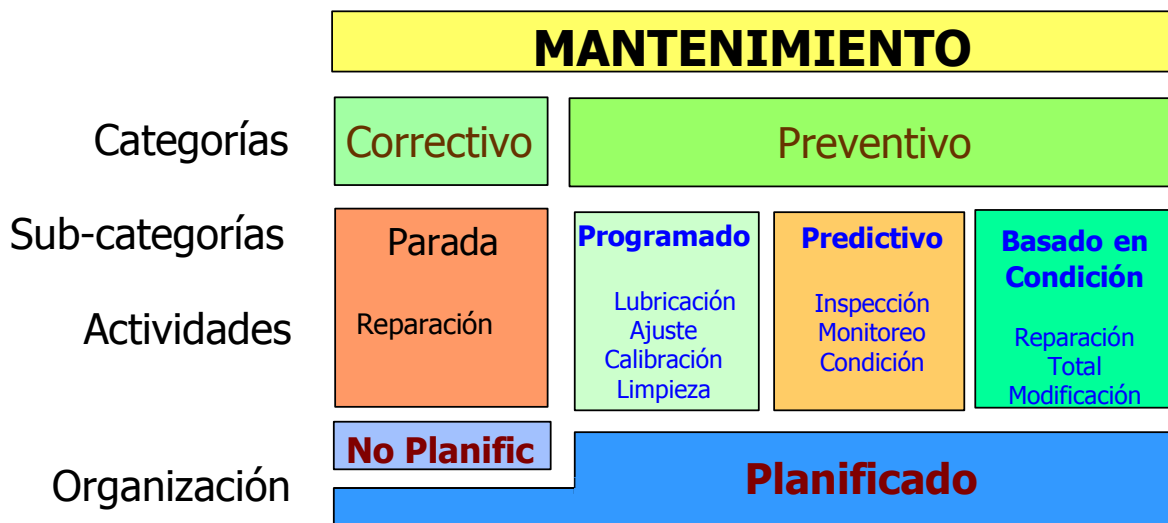 MANTENIMIENTO
Categorías
Correctivo
Preventivo
Sub-categorías
Parada
Programado
Predictivo
Basado en
Condición
Actividades
Reparación
Lubricación
Ajuste
Calibración
Limpieza
Inspección
Monitoreo
Condición
Reparación
Total
Modificación
Organización
No Planific
Planificado